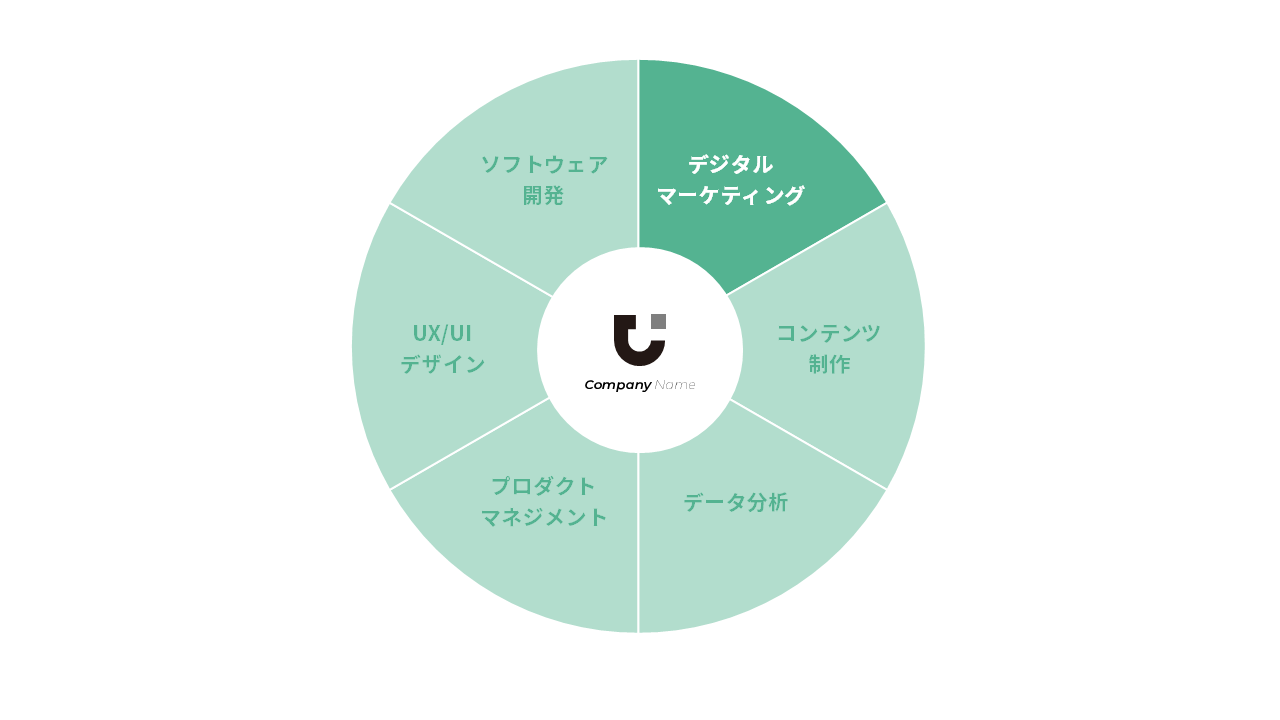 ソフトウェア
開発
デジタル
マーケティング
UX/UI
デザイン
コンテンツ
制作
Company Name
プロダクト
マネジメント
データ分析